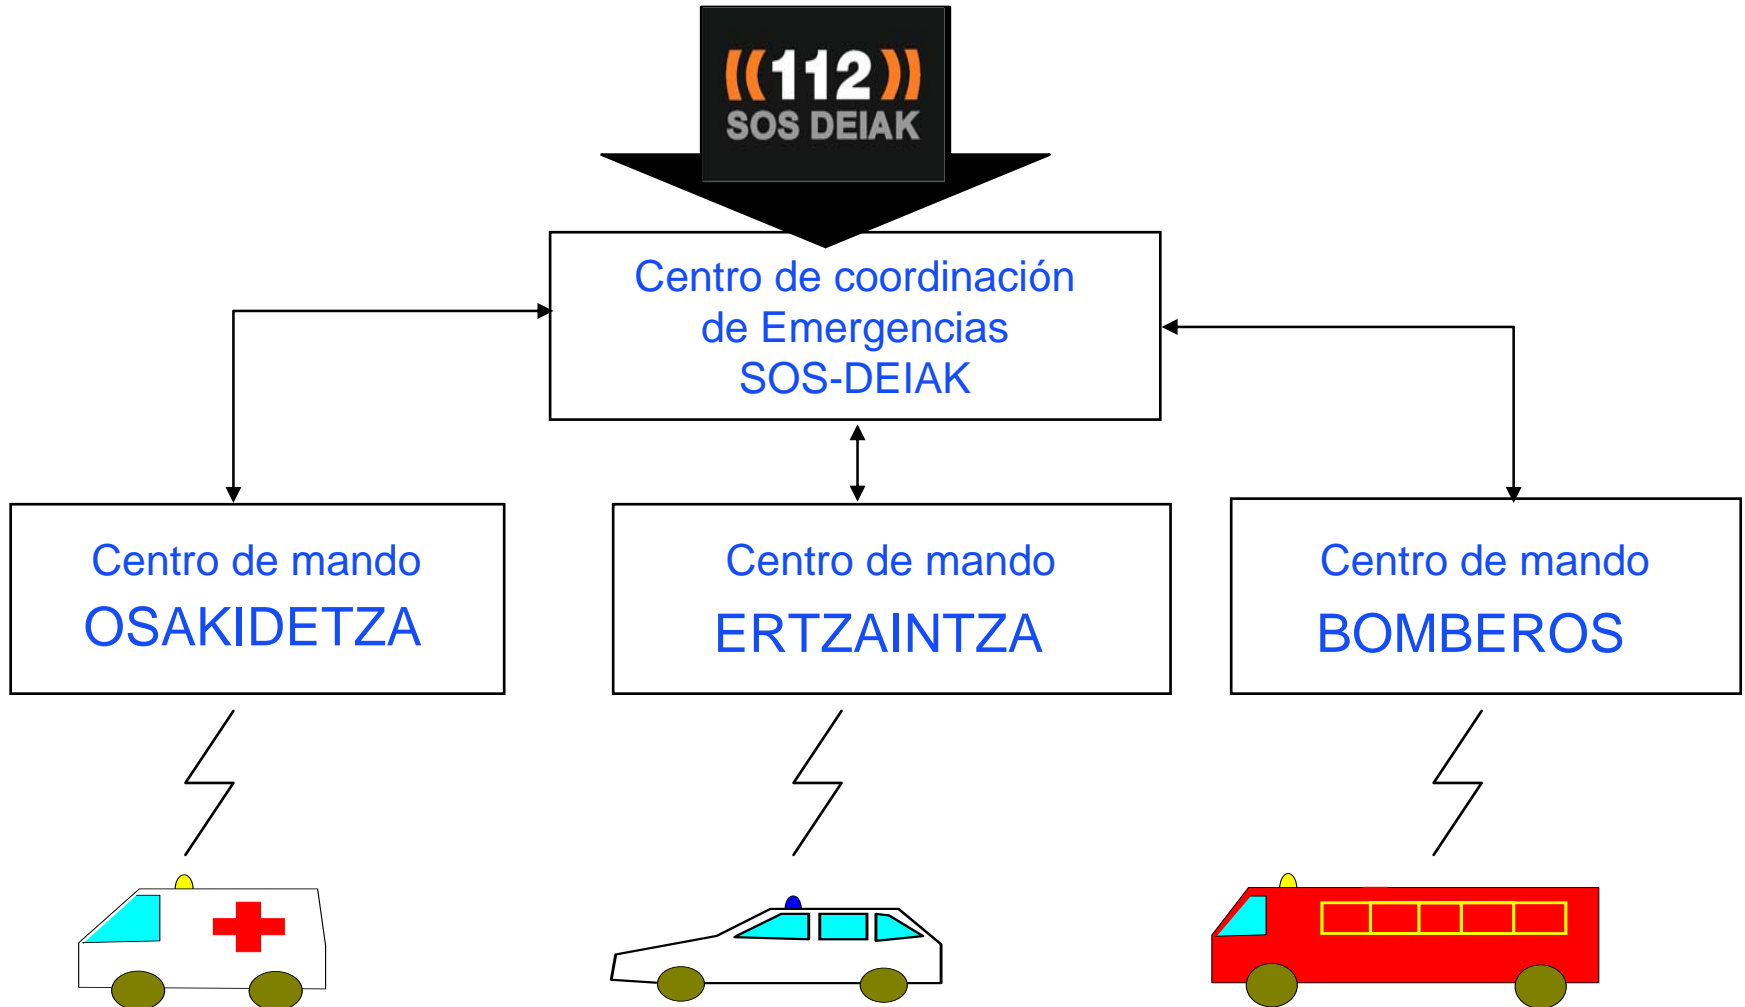 ((112))
SOS DEIAK
Centro de coordinación
de Emergencias
SOS-DEIAK
Centro de mando
OSAKIDETZA
Centro de mando
ERTZAINTZA
Centro de mando
BOMBEROS